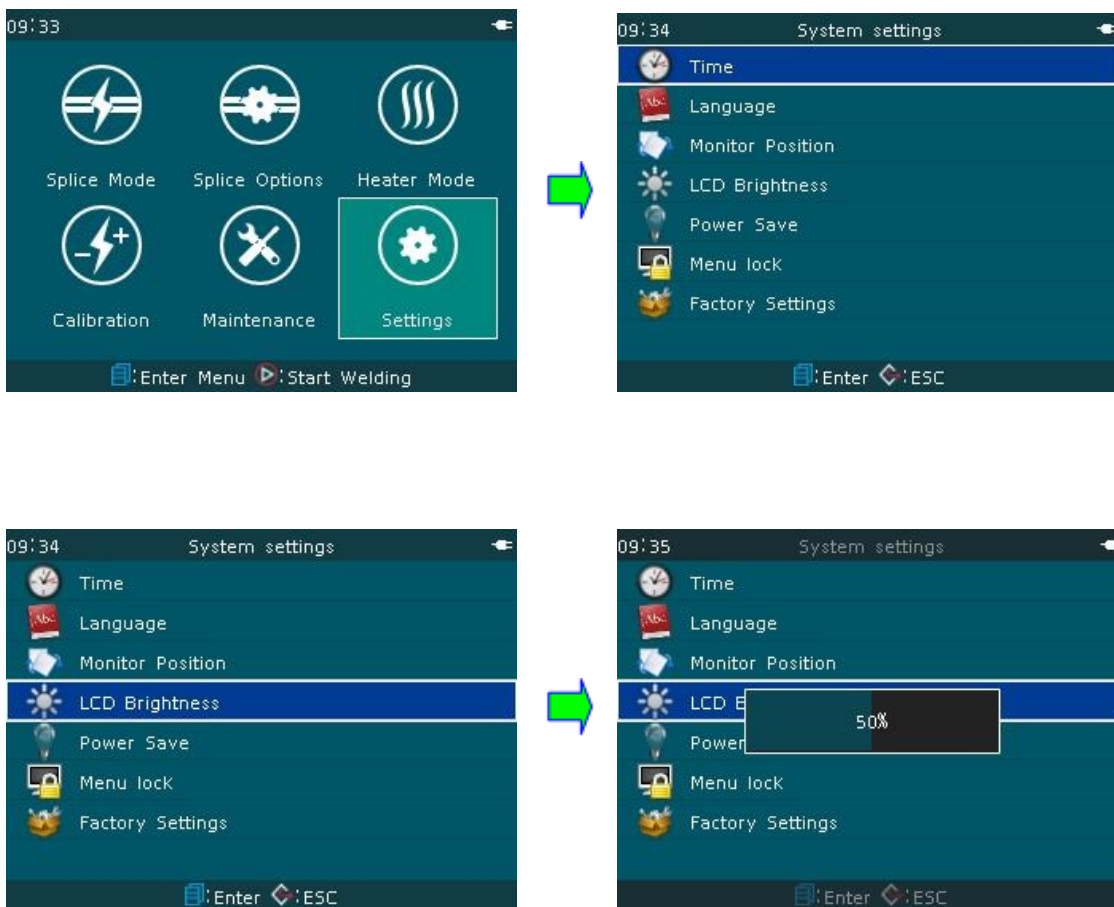 09:33
Splice Mode Splice Options Heater Mode
Calibration Maintenance Settings
:Enter Menu :Start Welding
09:34 System settings
Abc
Time
Language
Monitor Position
LCD Brightness
Power Save
Menu lock
Factory Settings
:Enter :ESC
09:34 System settings
Time
Abc
Language
Monitor Position
LCD Brightness
Power Save
Menu lock
Factory Settings
:Enter :ESC
09:35 System settings
Time
Abc
Language
Monitor Position
LCD B
50%
Power
Menu lock
Factory Settings
:Enter :ESC